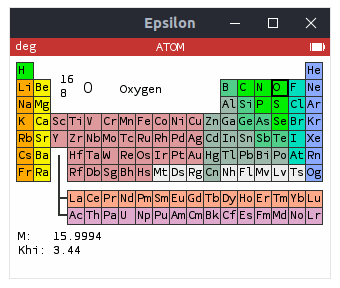 Epsilon
deg ATOM
H He
Li Be 16 8 O Oxygen B C N O F Ne
Na Mg Al Si P S Cl Ar
K Ca Sc Ti V Cr Mn Fe Co Ni Cu Zn Ga Ge As Se Br Kr
Rb Sr Y Zr Nb Mo Tc Ru Rh Pd Ag Cd In Sn Sb Te I Xe
Cs Ba Hf Ta W Re Os Ir Pt Au Hg Tl Pb Bi Po At Rn
Fr Ra Rf Db Sg Bh Hs Mt Ds Rg Cn Nh Fl Mv Lv Ts Og
La Ce Pr Nd Pm Sm Eu Gd Tb Dy Ho Er Tm Yb Lu
Ac Th Pa U Np Pu Am Cm Bk Cf Es Fm Md No Lr
M: 15.9994
Khi: 3.44